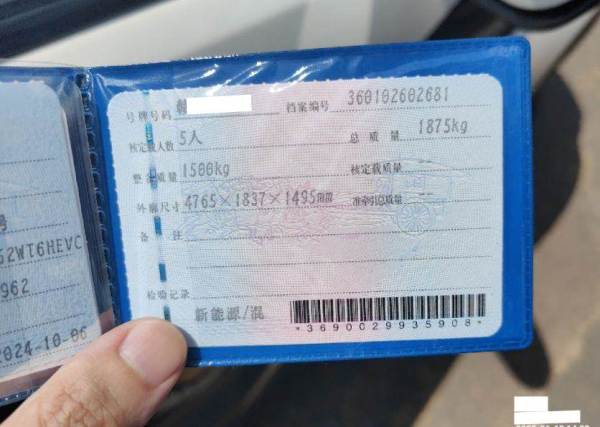 号
62WT6HEVC
962
2024-10-06
号牌号码 档案编号 360102602681
核定载人数 5人 总质量 1875kg
整备质量 1500kg 核定载质量
外廓尺寸 4765×1837×1495mm 准牵引总质量
备注
检验记录
新能源/混
*3690029935908*